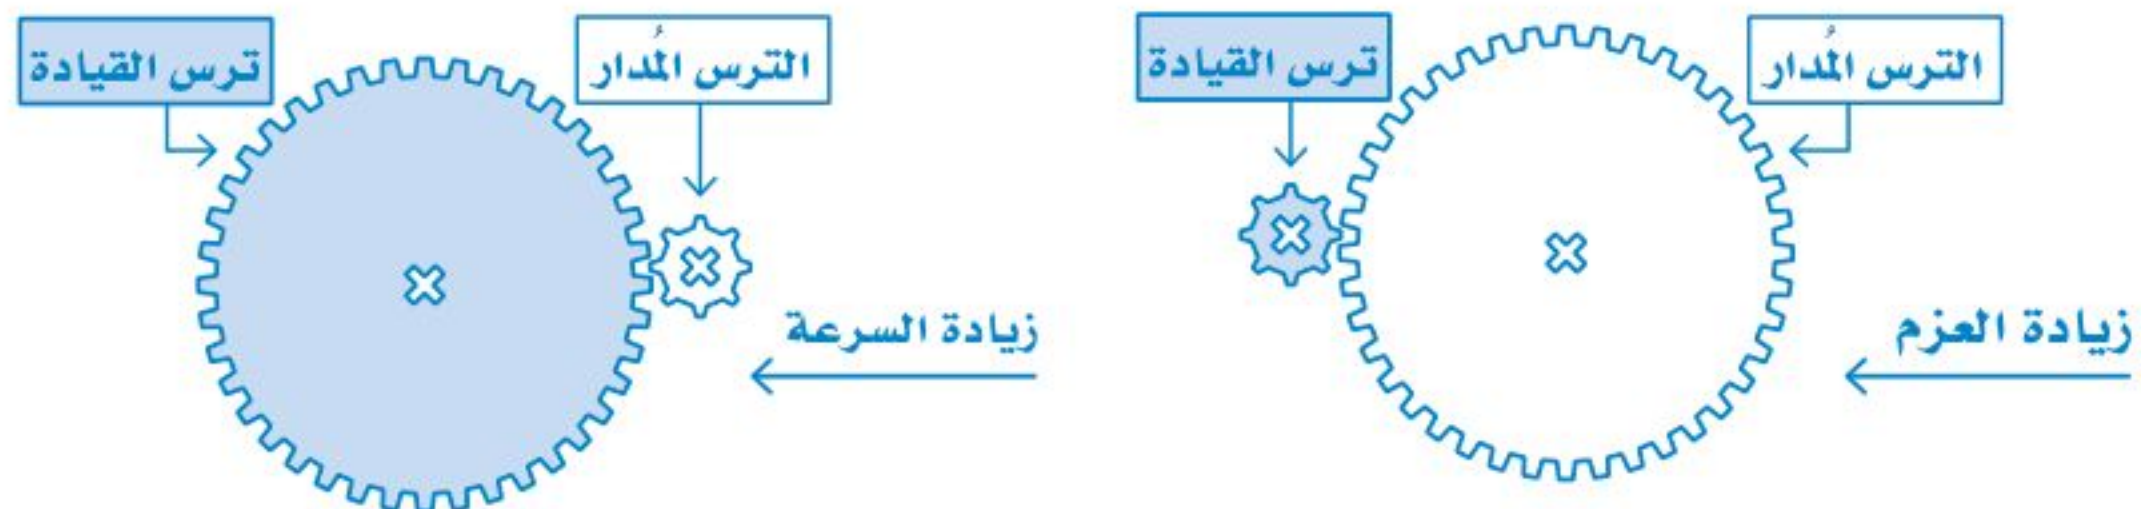 ترس القيادة
الترس المُدار
زيادة العزم
ترس القيادة
الترس المُدار
زيادة السرعة